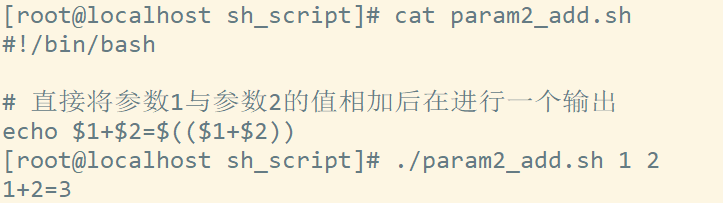 [root@localhost sh_script]# cat param2_add.sh
#!/bin/bash
# 直接将参数1与参数2的值相加后在进行一个输出
echo $1+$2=$(($1+$2))
[root@localhost sh_script]# ./param2_add.sh 1 2
1+2=3